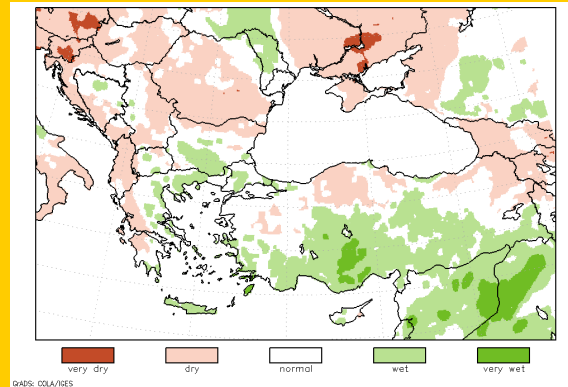 very dry
dry
normal
wet
very wet
GrADS: COLA/IGES